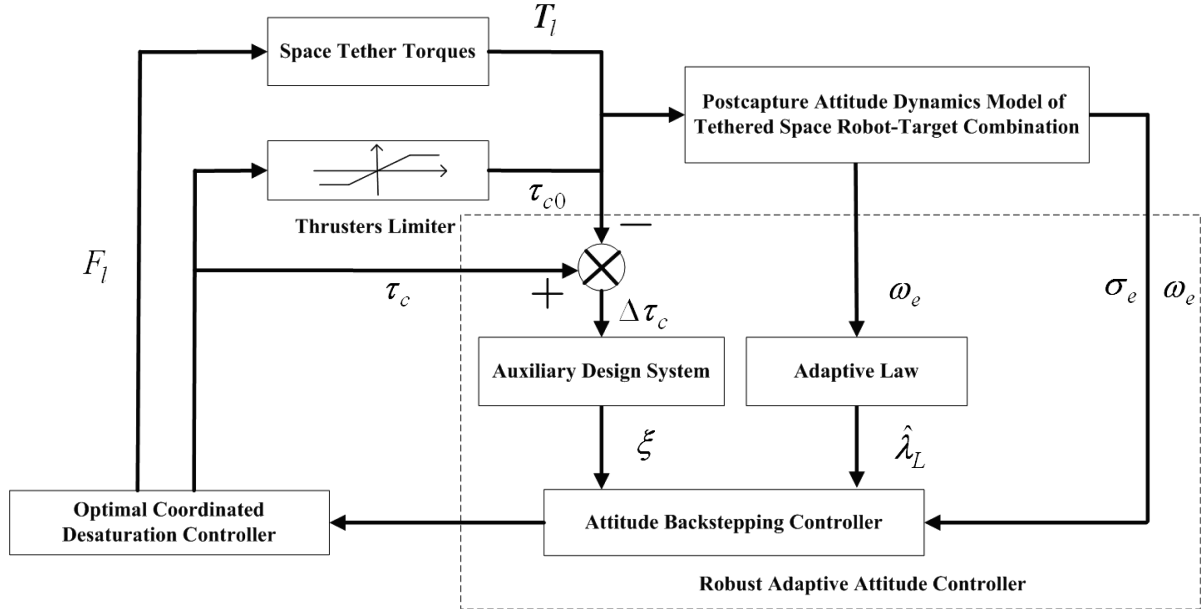 T_l
Space Tether Torques
Postcapture Attitude Dynamics Model of
Tethered Space Robot-Target Combination
τ_{c0}
Thrusters Limiter
−
F_l
τ_c
+
Δτ_c
ω_e
σ_e
ω_e
Auxiliary Design System
Adaptive Law
ξ
λ̂_L
Optimal Coordinated
Desaturation Controller
Attitude Backstepping Controller
Robust Adaptive Attitude Controller